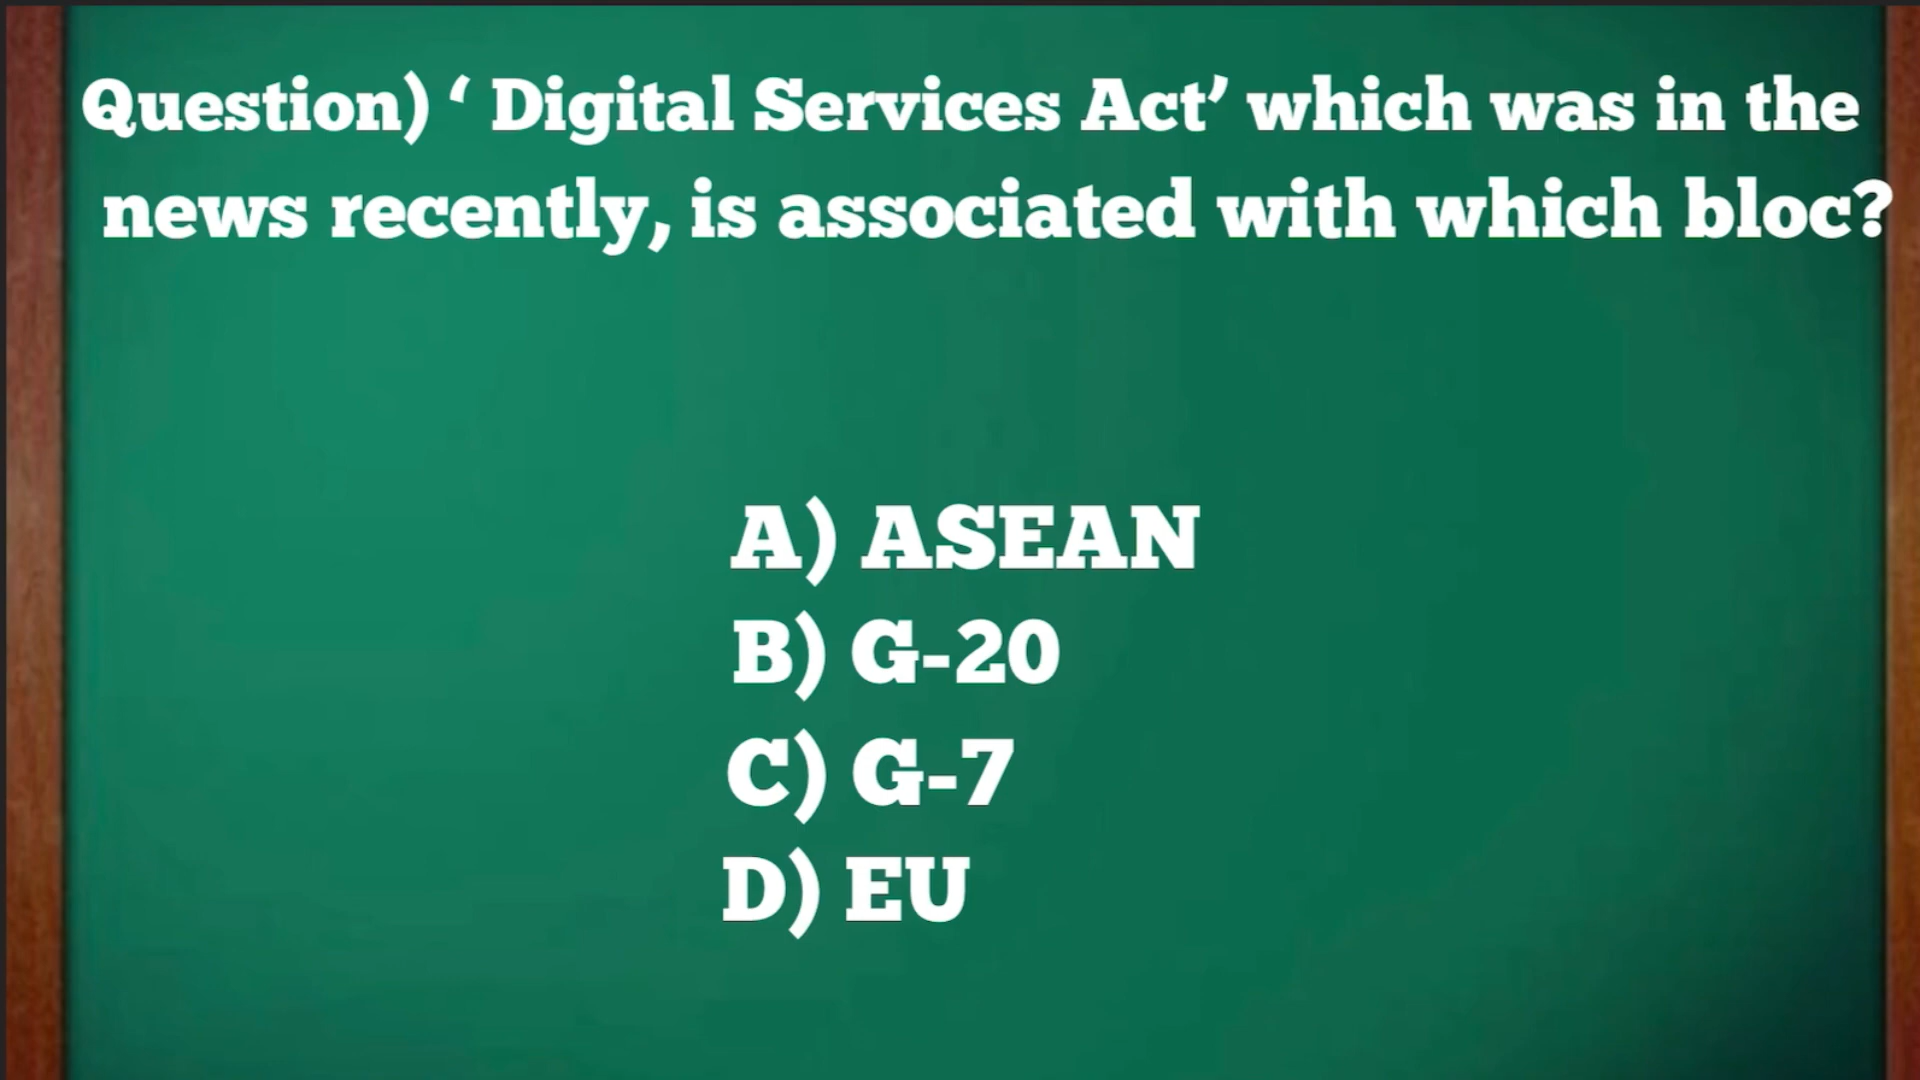 Question) ‘ Digital Services Act’ which was in the
news recently, is associated with which bloc?
A) ASEAN
B) G-20
C) G-7
D) EU